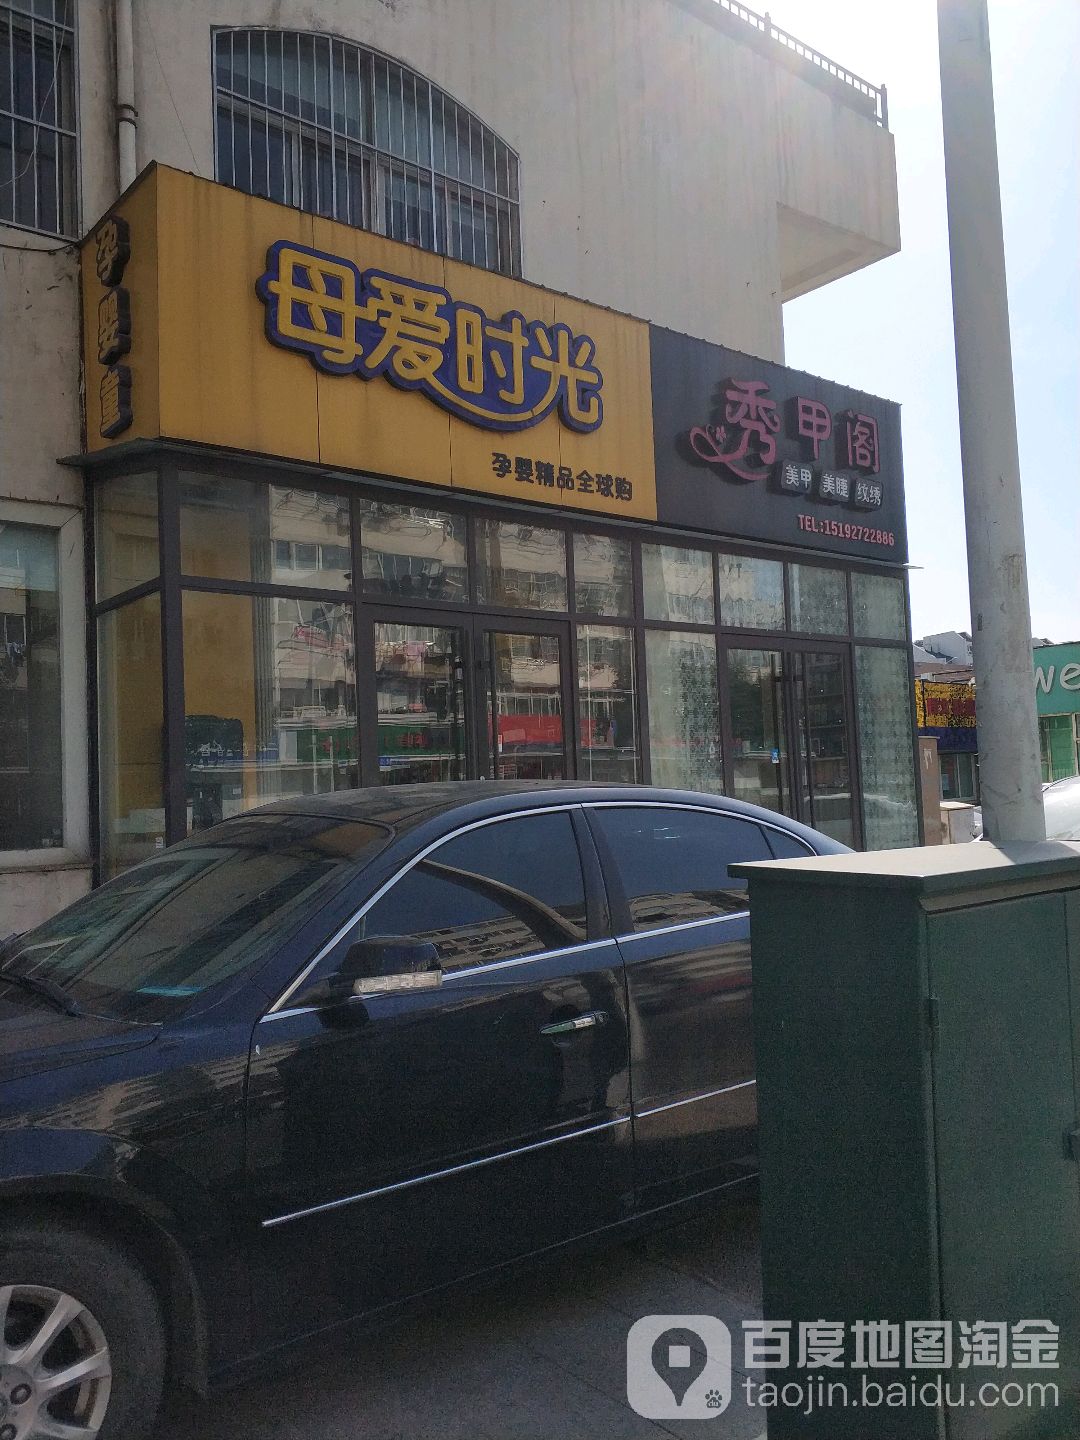 孕婴童
母爱时光
孕婴精品全球购
秀甲阁
美甲 美睫 纹绣
TEL:15192722886
we
百度地图淘金
taojin.baidu.com